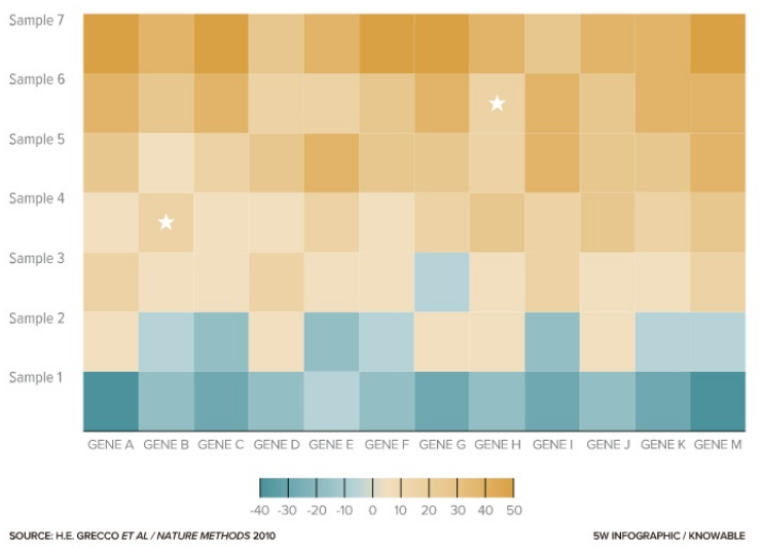 Sample 7
Sample 6
Sample 5
Sample 4
Sample 3
Sample 2
Sample 1
GENE A GENE B GENE C GENE D GENE E GENE F GENE G GENE H GENE I GENE J GENE K GENE M
-40 -30 -20 -10 0 10 20 30 40 50
SOURCE: H.E. GRECCO ET AL / NATURE METHODS 2010 5W INFOGRAPHIC / KNOWABLE